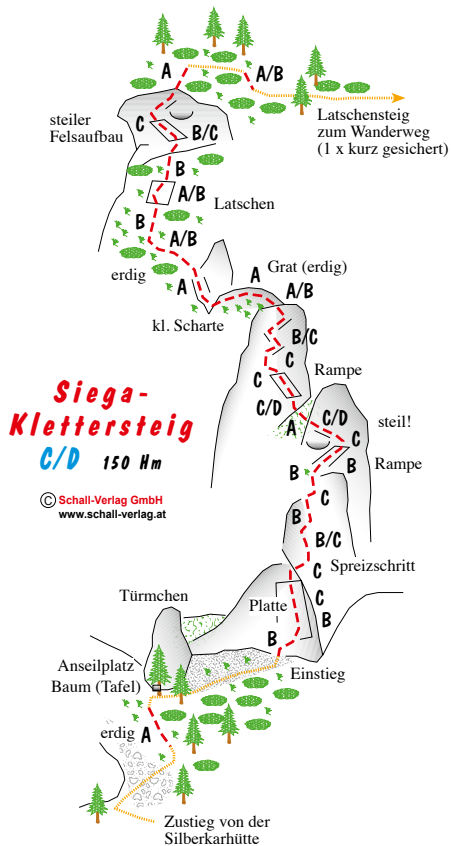 A
A/B
steiler
Felsaufbau
C
B/C
Latschensteig
zum Wanderweg
(1 x kurz gesichert)
B
A/B
Latschen
B
A/B
erdig
A
A
Grat (erdig)
A/B
kl. Scharte
B/C
C
C
Rampe
C/D
A
C/D
steil!
C
B
B
Rampe
Siega-
Klettersteig
C/D 150 Hm
© Schall-Verlag GmbH
www.schall-verlag.at
C
B
B/C
C
Spreizschritt
C
Türmchen
Platte
B
B
Anseilplatz
Baum (Tafel)
Einstieg
erdig
A
Zustieg von der
Silberkarhütte